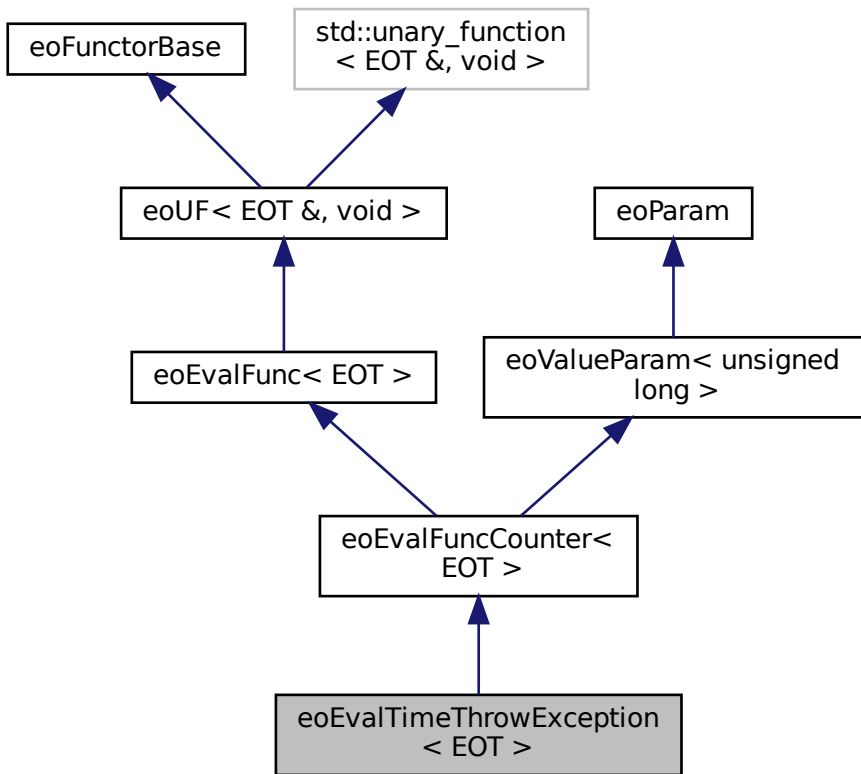 eoFunctorBase
std::unary_function
< EOT &, void >
eoUF< EOT &, void >
eoParam
eoEvalFunc< EOT >
eoValueParam< unsigned
long >
eoEvalFuncCounter<
EOT >
eoEvalTimeThrowException
< EOT >